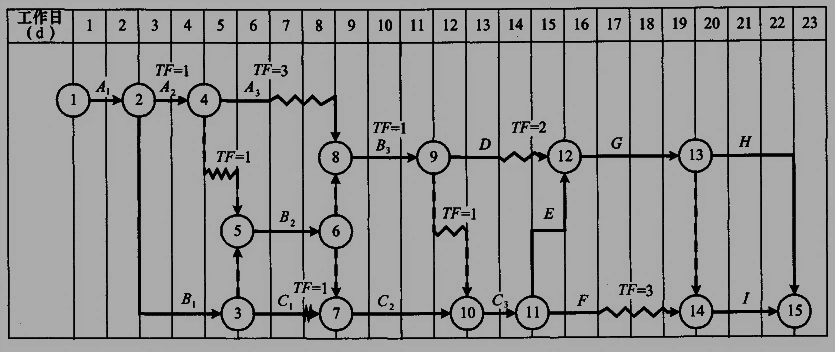 工作日 1 2 3 4 5 6 7 8 9 10 11 12 13 14 15 16 17 18 19 20 21 22 23
(d)
TF=1 TF=3
1 A₁ 2 A₂ 4 A₃
TF=1 TF=2
8 B₃ 9 D 12 G 13 H
TF=1
TF=1 E
5 B₂ 6
TF=1 TF=3
B₁ 3 C₁ 7 C₂ 10 C₃ 11 F 14 I 15